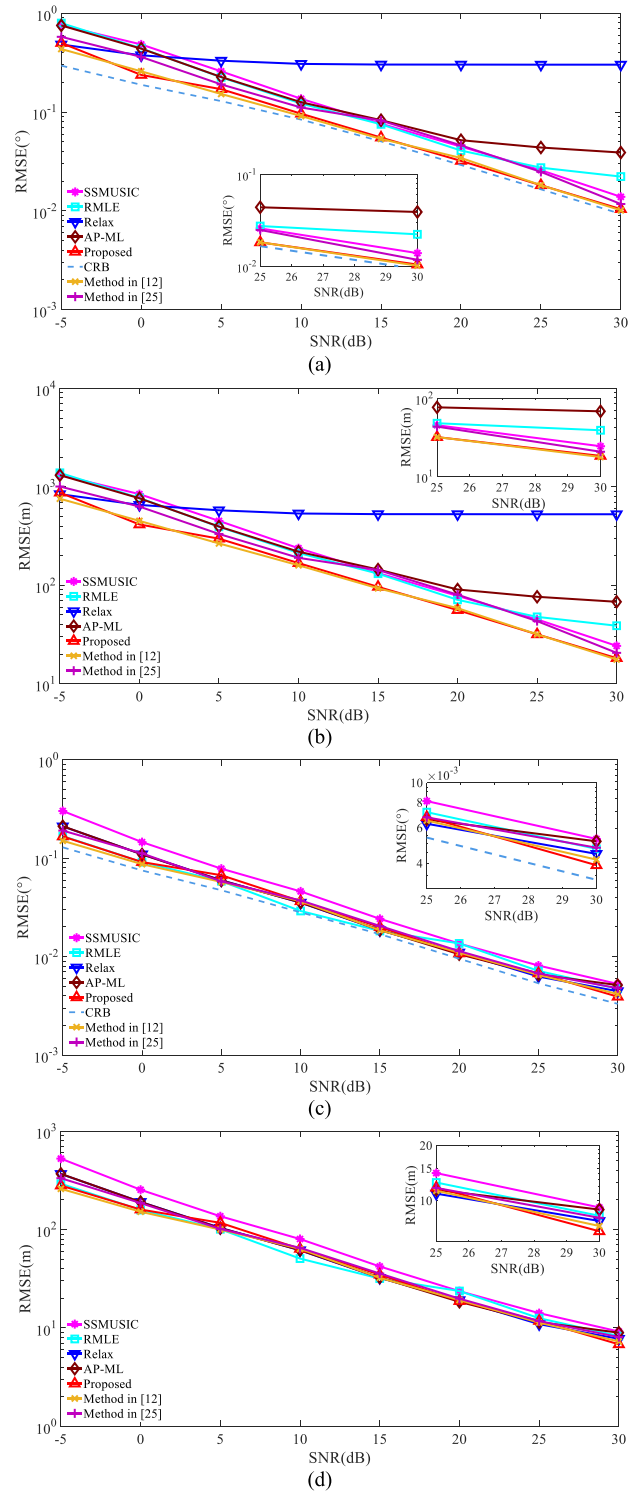 10^0
10^-1
10^-2
10^-3
RMSE(°)
SSMUSIC
RMLE
Relax
AP-ML
Proposed
CRB
Method in [12]
Method in [25]
10^-1
10^-2
RMSE(°)
25 26 27 28 29 30
SNR(dB)
-5 0 5 10 15 20 25 30
SNR(dB)
(a)
10^4
10^3
10^2
10^1
RMSE(m)
10^2
10^1
RMSE(m)
25 26 27 28 29 30
SNR(dB)
SSMUSIC
RMLE
Relax
AP-ML
Proposed
Method in [12]
Method in [25]
-5 0 5 10 15 20 25 30
SNR(dB)
(b)
10^0
10^-1
10^-2
10^-3
RMSE(°)
×10^-3
10
8
6
4
RMSE(°)
25 26 27 28 29 30
SNR(dB)
SSMUSIC
RMLE
Relax
AP-ML
Proposed
CRB
Method in [12]
Method in [25]
-5 0 5 10 15 20 25 30
SNR(dB)
(c)
10^3
10^2
10^1
10^0
RMSE(m)
20
15
10
RMSE(m)
25 26 27 28 29 30
SNR(dB)
SSMUSIC
RMLE
Relax
AP-ML
Proposed
Method in [12]
Method in [25]
-5 0 5 10 15 20 25 30
SNR(dB)
(d)